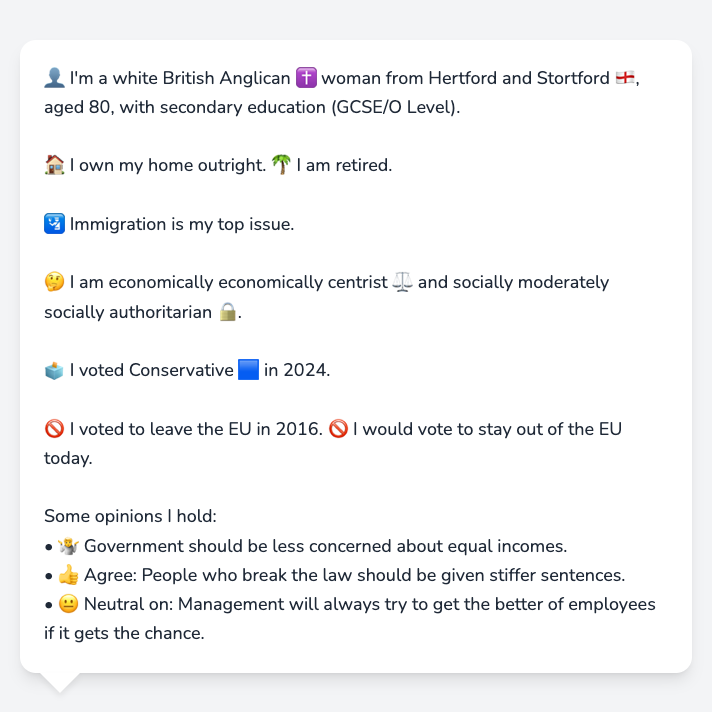 👤 I'm a white British Anglican ✝️ woman from Hertford and Stortford 🏴󠁧󠁢󠁥󠁮󠁧󠁿,
aged 80, with secondary education (GCSE/O Level).
🏠 I own my home outright. 🌴 I am retired.
🛂 Immigration is my top issue.
🤔 I am economically economically centrist ⚖️ and socially moderately
socially authoritarian 🔒.
🗳️ I voted Conservative 🟦 in 2024.
🚫 I voted to leave the EU in 2016. 🚫 I would vote to stay out of the EU
today.
Some opinions I hold:
• 🤷 Government should be less concerned about equal incomes.
• 👍 Agree: People who break the law should be given stiffer sentences.
• 😐 Neutral on: Management will always try to get the better of employees
if it gets the chance.